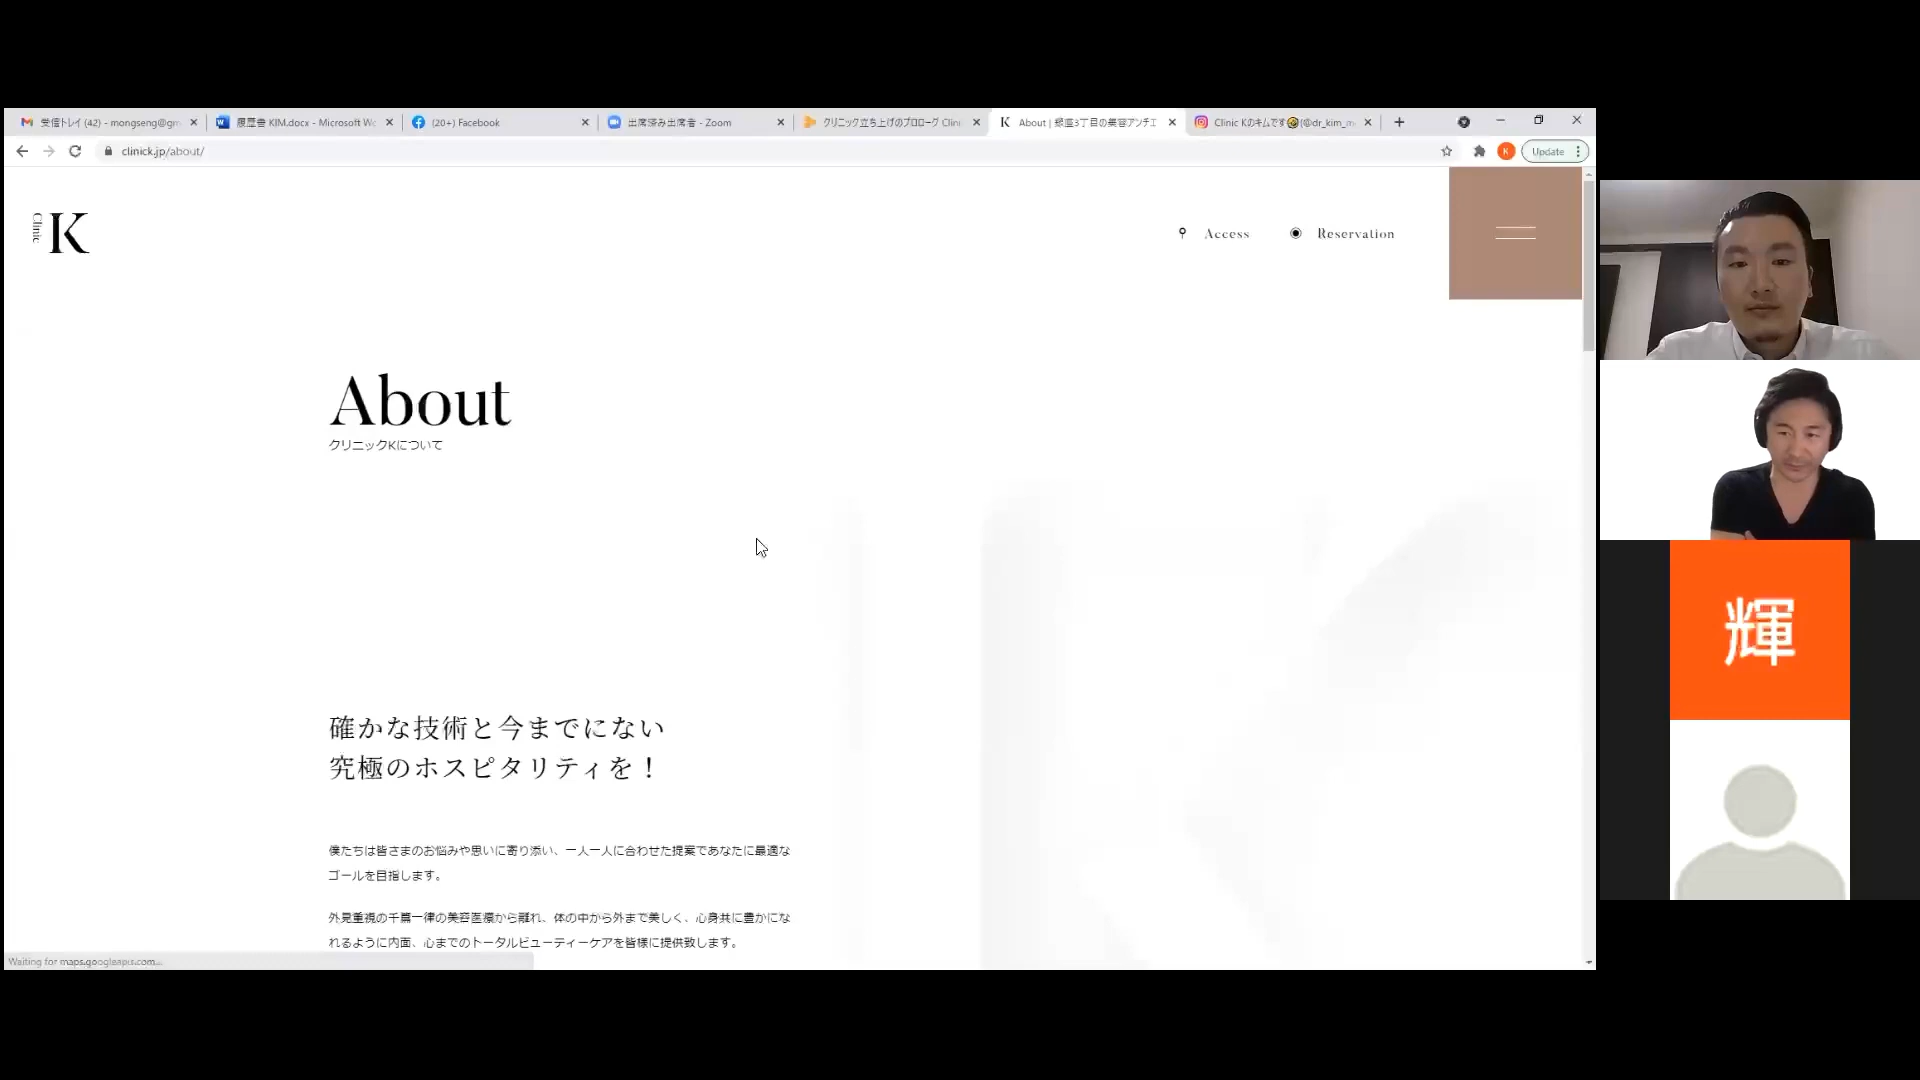 受信トレイ (42) - mongseng@gm
履歴書 KIM.docx - Microsoft Wo
(20+) Facebook
出席済み出席者 - Zoom
クリニック立ち上げのプロローグ Clini
About | 銀座3丁目の美容アンチエ
Clinic Kのキムです
(@dr_kim_m
clinick.jp/about/
K
Update
Clinic
K
Access
Reservation
About
クリニックKについて
確かな技術と今までにない
究極のホスピタリティを！
僕たちは皆さまのお悩みや思いに寄り添い、一人一人に合わせた提案であなたに最適な
ゴールを目指します。
外見重視の千篇一律の美容医療から離れ、体の中から外まで美しく、心身共に豊かにな
れるように内面、心までのトータルビューティーケアを皆様に提供致します。
Waiting for maps.googleapis.com...
輝